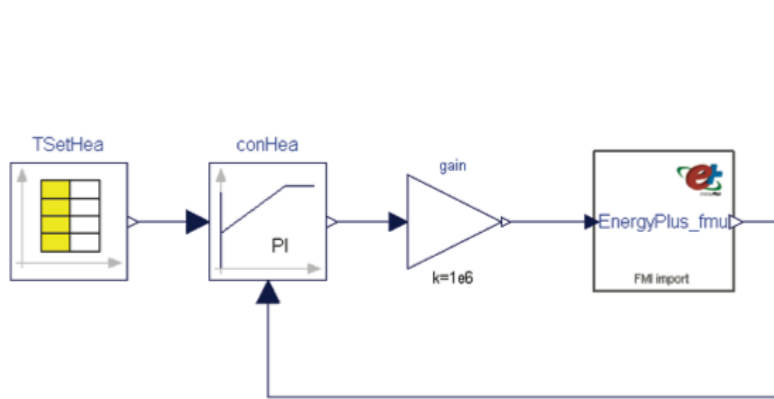 TSetHea
conHea
gain
PI
EnergyPlus_fmu
FMI import
k=1e6